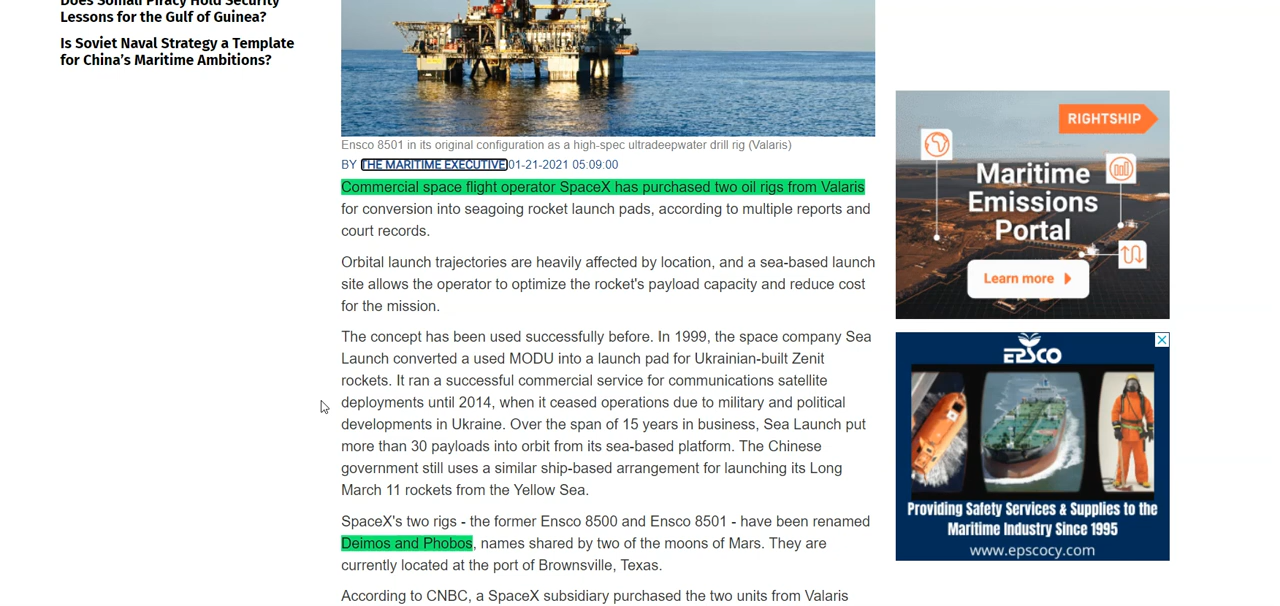 Does Somali Piracy Hold Security
Lessons for the Gulf of Guinea?
Is Soviet Naval Strategy a Template
for China’s Maritime Ambitions?
Ensco 8501 in its original configuration as a high-spec ultradeepwater drill rig (Valaris)
BY THE MARITIME EXECUTIVE 01-21-2021 05:09:00
Commercial space flight operator SpaceX has purchased two oil rigs from Valaris
for conversion into seagoing rocket launch pads, according to multiple reports and
court records.
Orbital launch trajectories are heavily affected by location, and a sea-based launch
site allows the operator to optimize the rocket's payload capacity and reduce cost
for the mission.
The concept has been used successfully before. In 1999, the space company Sea
Launch converted a used MODU into a launch pad for Ukrainian-built Zenit
rockets. It ran a successful commercial service for communications satellite
deployments until 2014, when it ceased operations due to military and political
developments in Ukraine. Over the span of 15 years in business, Sea Launch put
more than 30 payloads into orbit from its sea-based platform. The Chinese
government still uses a similar ship-based arrangement for launching its Long
March 11 rockets from the Yellow Sea.
SpaceX's two rigs - the former Ensco 8500 and Ensco 8501 - have been renamed
Deimos and Phobos, names shared by two of the moons of Mars. They are
currently located at the port of Brownsville, Texas.
According to CNBC, a SpaceX subsidiary purchased the two units from Valaris
RIGHTSHIP
Maritime
Emissions
Portal
Learn more
EPSCO
Providing Safety Services & Supplies to the
Maritime Industry Since 1995
www.epscocy.com